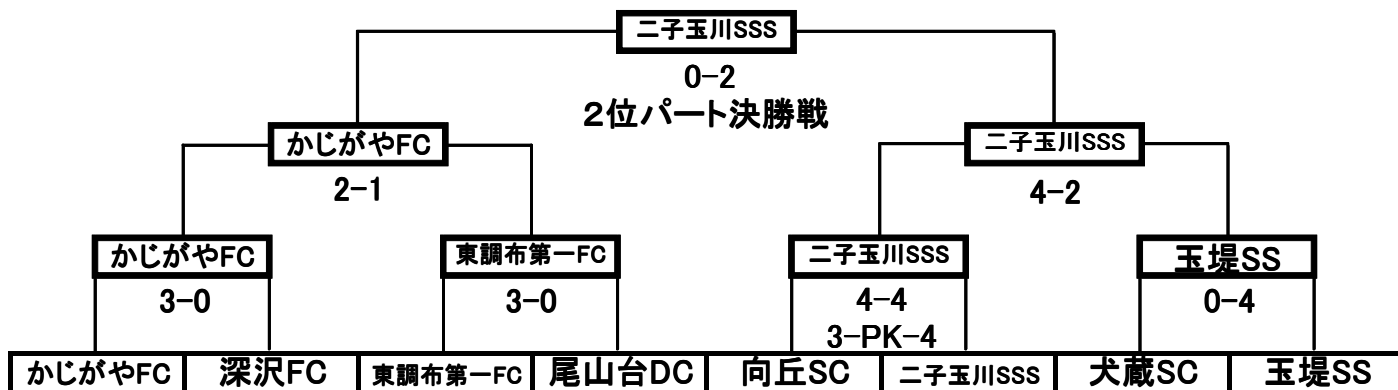 二子玉川SSS
0-2
2位パート決勝戦
かじがやFC 二子玉川SSS
2-1 4-2
かじがやFC 東調布第一FC 二子玉川SSS 玉堤SS
3-0 3-0 4-4 0-4
3-PK-4
かじがやFC 深沢FC 東調布第一FC 尾山台DC 向丘SC 二子玉川SSS 犬蔵SC 玉堤SS